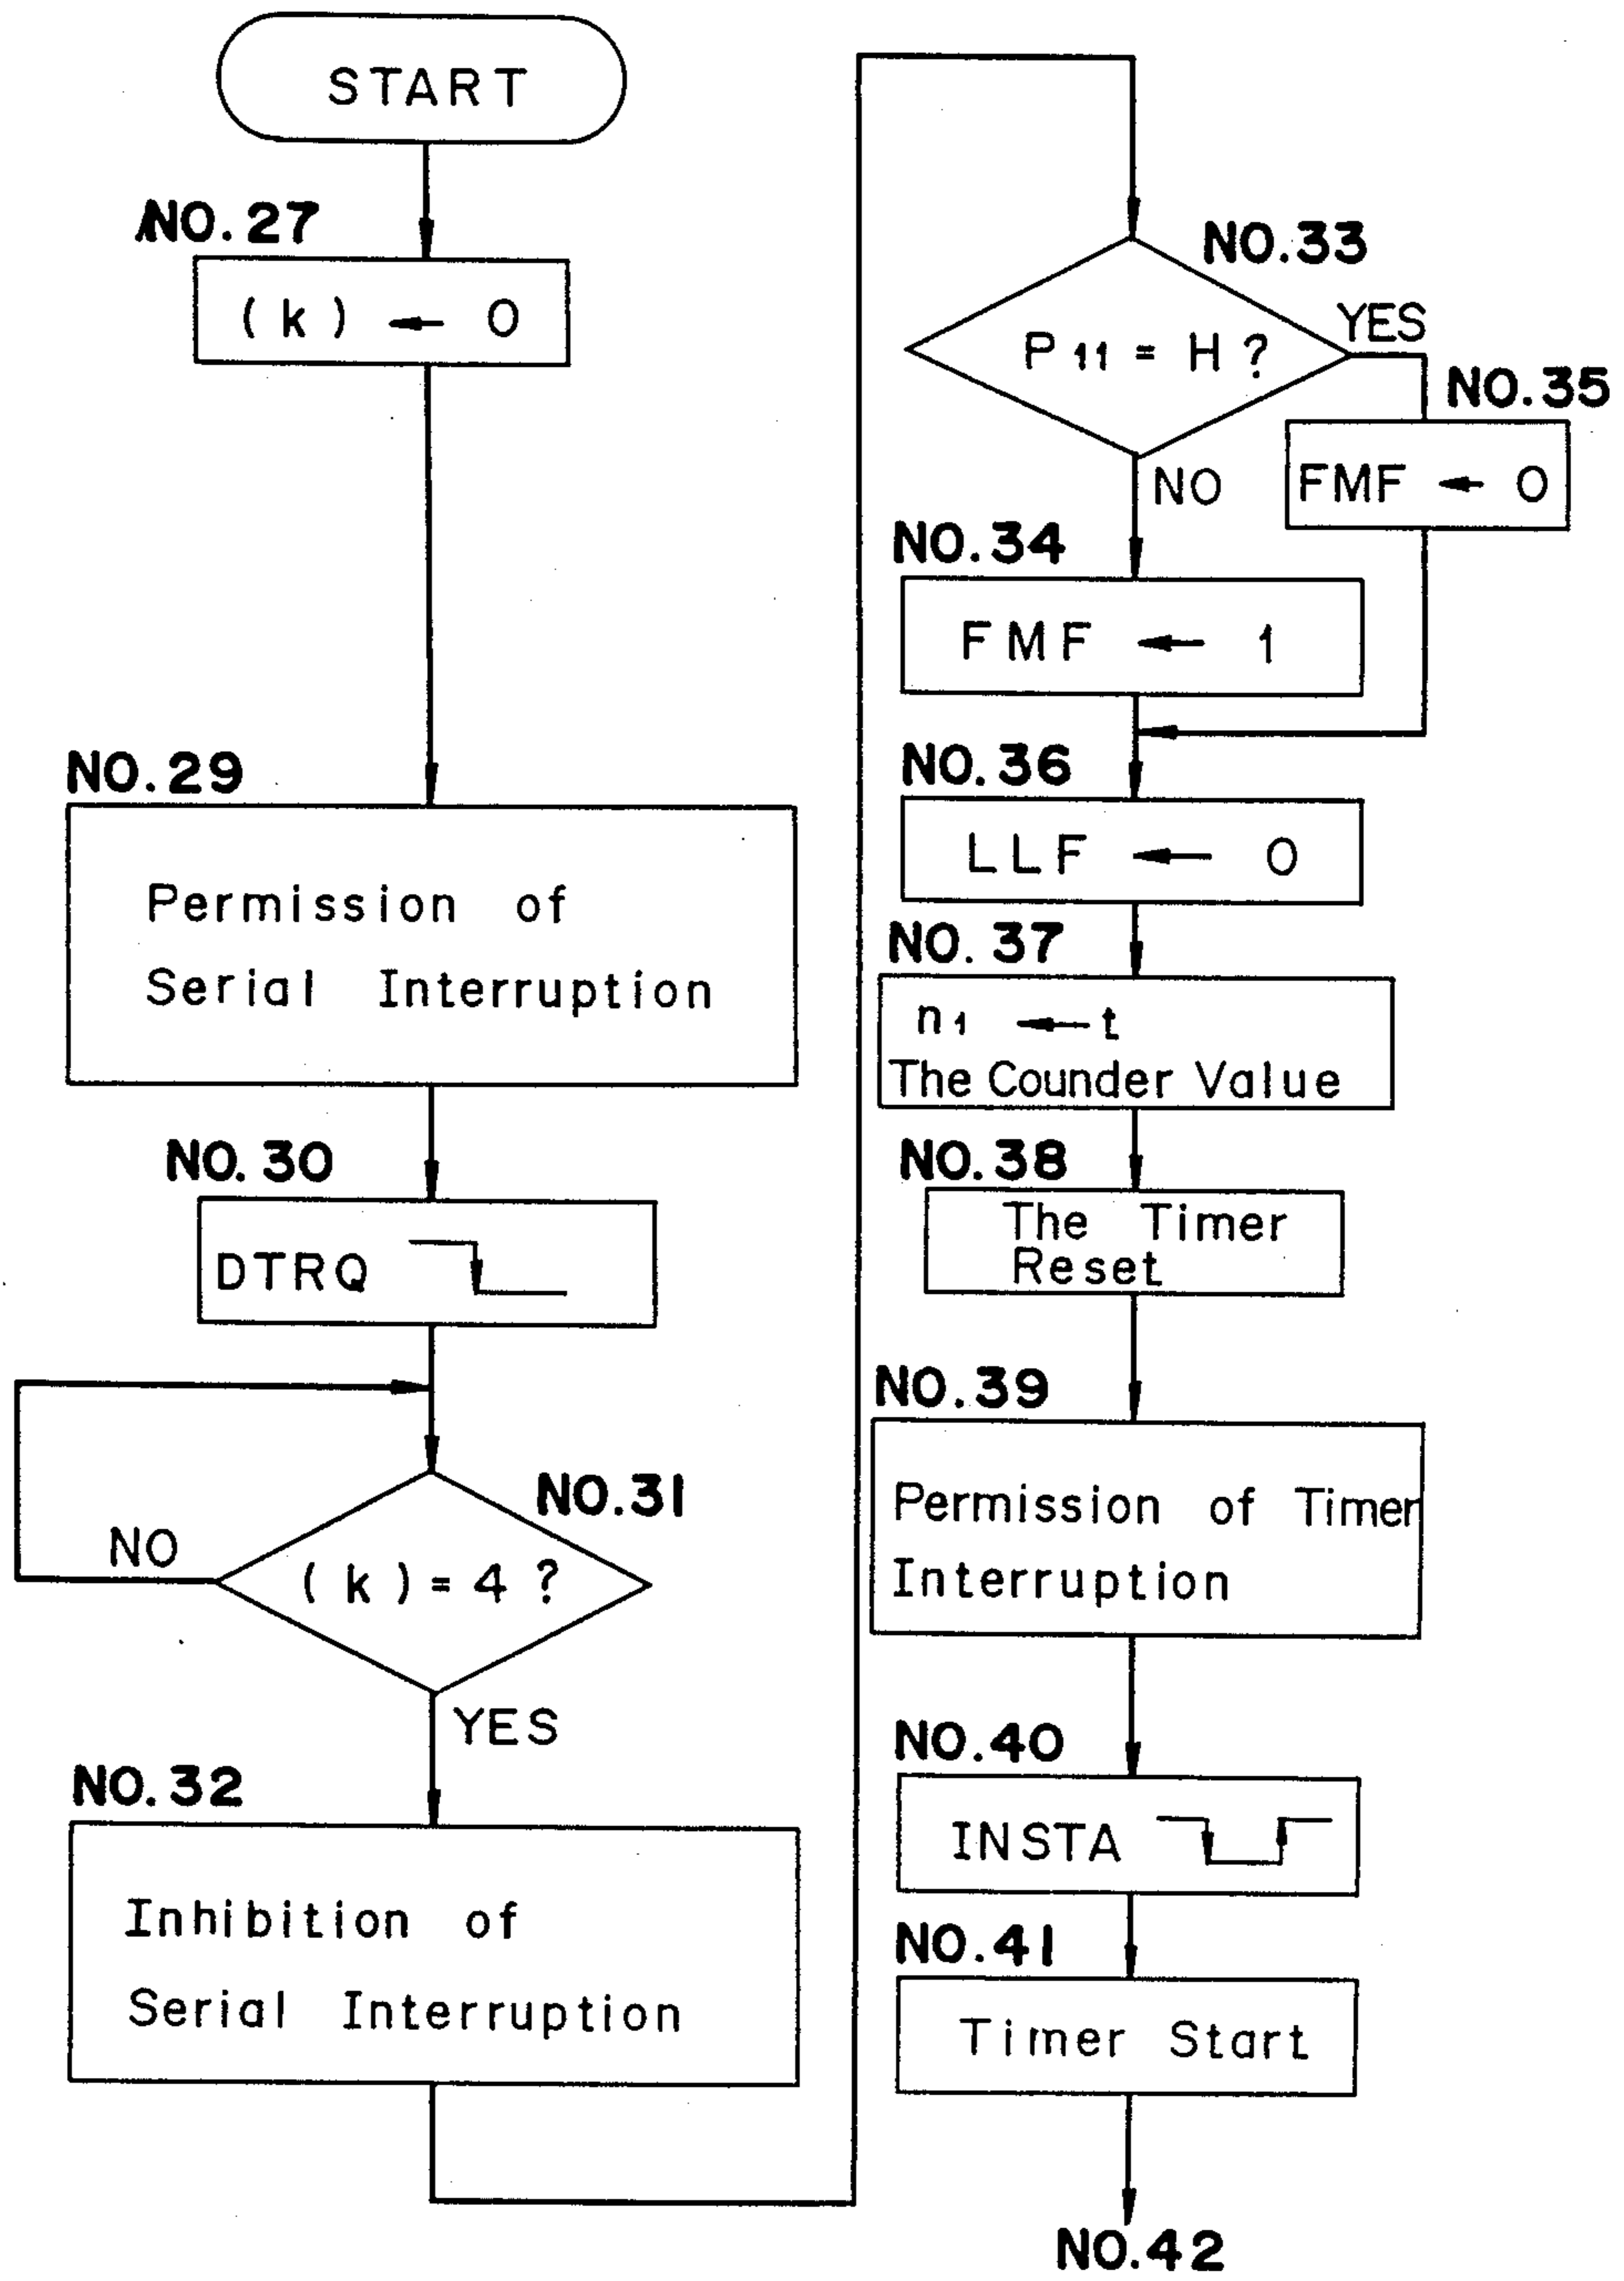 START
NO.27
(k) ← 0
NO.29
Permission of
Serial Interruption
NO.30
DTRQ
NO.31
(k)=4?
NO
YES
NO.32
Inhibition of
Serial Interruption
NO.33
P11 = H?
YES
NO
NO.35
FMF ← 0
NO.34
FMF ← 1
NO.36
LLF ← 0
NO.37
n1 ← t
The Counder Value
NO.38
The Timer
Reset
NO.39
Permission of Timer
Interruption
NO.40
INSTA
NO.41
Timer Start
NO.42